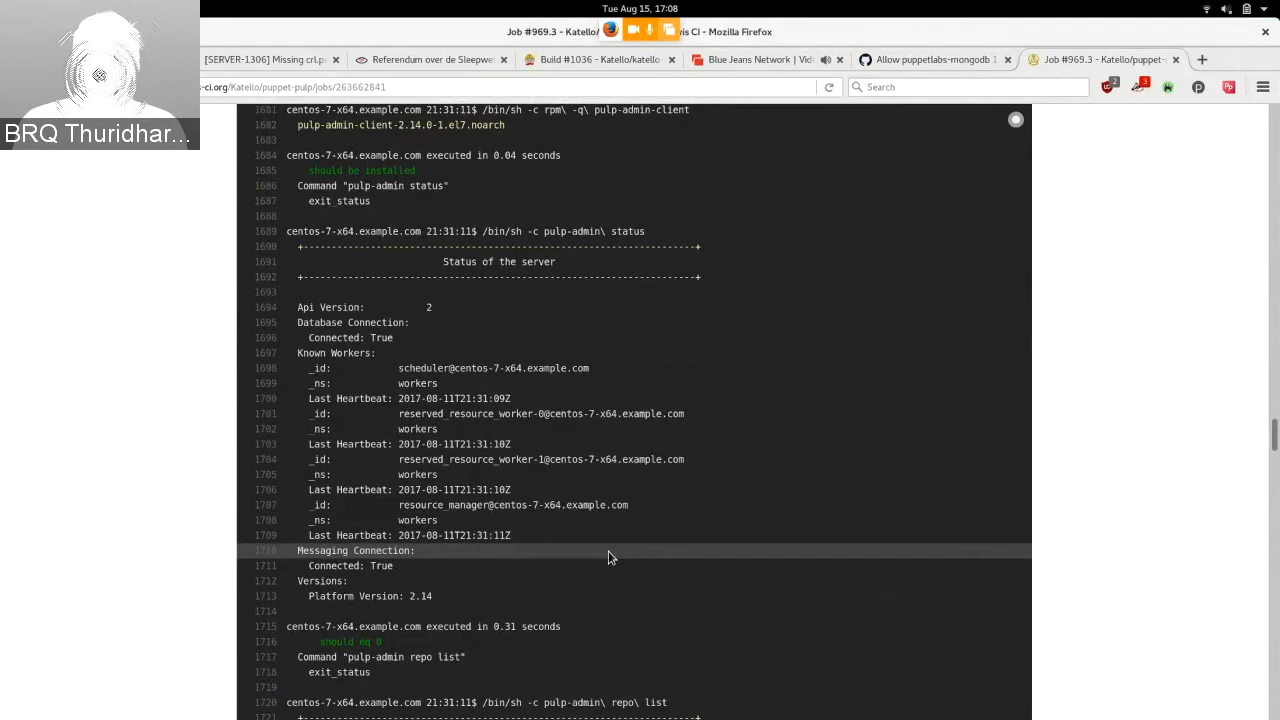 Tue Aug 15, 17:08
Job #969.3 - Katello/
vis CI - Mozilla Firefox
[SERVER-1306] Missing crl.p
Referendum over de Sleepwe
Build #1036 - Katello/katello
Blue Jeans Network | Video
Allow puppetlabs-mongodb 1
Job #969.3 - Katello/puppet-
s-ci.org/Katello/puppet-pulp/jobs/263662841
Search
2
3
BRQ Thuridhar...
1681 centos-7-x64.example.com 21:31:11$ /bin/sh -c rpm\ -q\ pulp-admin-client
1682 pulp-admin-client-2.14.0-1.el7.noarch
1683
1684 centos-7-x64.example.com executed in 0.04 seconds
1685 should be installed
1686 Command "pulp-admin status"
1687 exit_status
1688
1689 centos-7-x64.example.com 21:31:11$ /bin/sh -c pulp-admin\ status
1690 +----------------------------------------------------------------------+
1691 Status of the server
1692 +----------------------------------------------------------------------+
1693
1694 Api Version: 2
1695 Database Connection:
1696 Connected: True
1697 Known Workers:
1698 _id: scheduler@centos-7-x64.example.com
1699 _ns: workers
1700 Last Heartbeat: 2017-08-11T21:31:09Z
1701 _id: reserved_resource_worker-0@centos-7-x64.example.com
1702 _ns: workers
1703 Last Heartbeat: 2017-08-11T21:31:10Z
1704 _id: reserved_resource_worker-1@centos-7-x64.example.com
1705 _ns: workers
1706 Last Heartbeat: 2017-08-11T21:31:10Z
1707 _id: resource_manager@centos-7-x64.example.com
1708 _ns: workers
1709 Last Heartbeat: 2017-08-11T21:31:11Z
1710 Messaging Connection:
1711 Connected: True
1712 Versions:
1713 Platform Version: 2.14
1714
1715 centos-7-x64.example.com executed in 0.31 seconds
1716 should eq 0
1717 Command "pulp-admin repo list"
1718 exit_status
1719
1720 centos-7-x64.example.com 21:31:11$ /bin/sh -c pulp-admin\ repo\ list
1721 +----------------------------------------------------------------------+